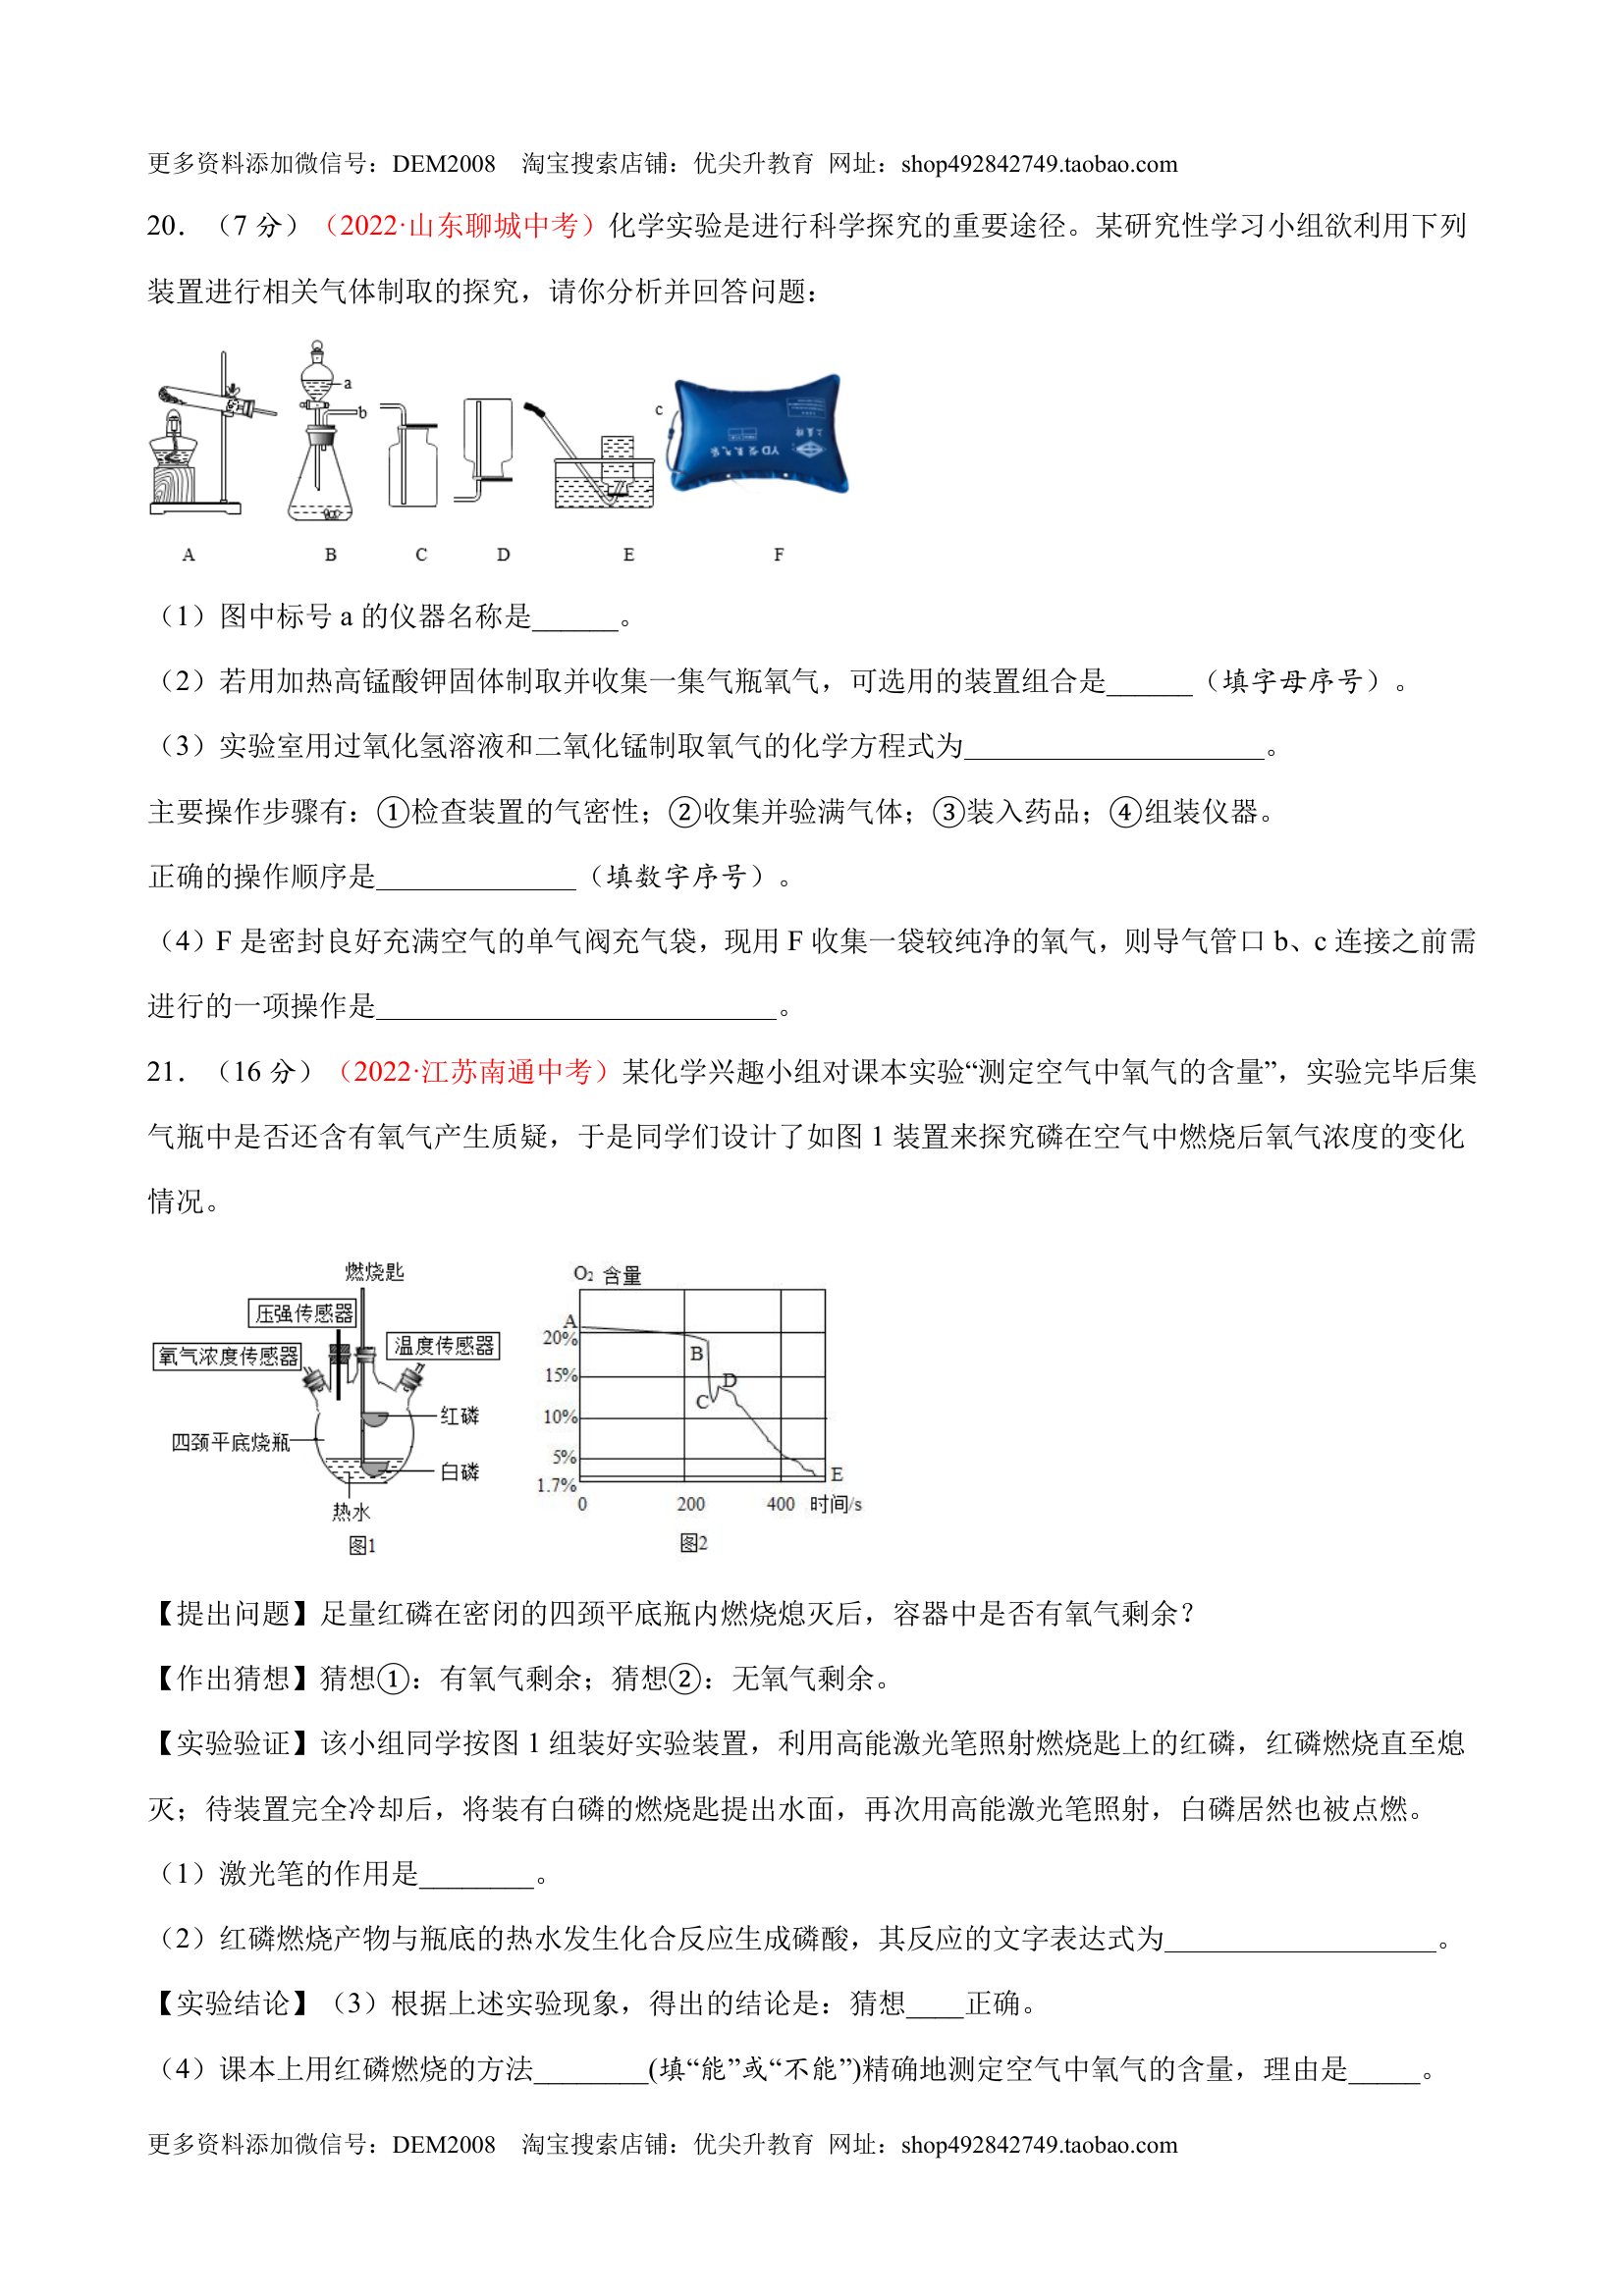 更多资料添加微信号：DEM2008 淘宝搜索店铺：优尖升教育 网址：shop492842749.taobao.com
20．（7 分）（2022·山东聊城中考）化学实验是进行科学探究的重要途径。某研究性学习小组欲利用下列
装置进行相关气体制取的探究，请你分析并回答问题：
a
b
c
YD 型氧气袋
A B C D E F
（1）图中标号 a 的仪器名称是______。
（2）若用加热高锰酸钾固体制取并收集一集气瓶氧气，可选用的装置组合是______（填字母序号）。
（3）实验室用过氧化氢溶液和二氧化锰制取氧气的化学方程式为_____________________。
主要操作步骤有：①检查装置的气密性；②收集并验满气体；③装入药品；④组装仪器。
正确的操作顺序是______________（填数字序号）。
（4）F 是密封良好充满空气的单气阀充气袋，现用 F 收集一袋较纯净的氧气，则导气管口 b、c 连接之前需
进行的一项操作是____________________________。
21．（16 分）（2022·江苏南通中考）某化学兴趣小组对课本实验“测定空气中氧气的含量”，实验完毕后集
气瓶中是否还含有氧气产生质疑，于是同学们设计了如图 1 装置来探究磷在空气中燃烧后氧气浓度的变化
情况。
燃烧匙
压强传感器
氧气浓度传感器
温度传感器
红磷
四颈平底烧瓶
白磷
热水
图1
O₂ 含量
A
20%
B
15%
D
C
10%
5%
E
1.7%
0 200 400 时间/s
图2
【提出问题】足量红磷在密闭的四颈平底瓶内燃烧熄灭后，容器中是否有氧气剩余？
【作出猜想】猜想①：有氧气剩余；猜想②：无氧气剩余。
【实验验证】该小组同学按图 1 组装好实验装置，利用高能激光笔照射燃烧匙上的红磷，红磷燃烧直至熄
灭；待装置完全冷却后，将装有白磷的燃烧匙提出水面，再次用高能激光笔照射，白磷居然也被点燃。
（1）激光笔的作用是________。
（2）红磷燃烧产物与瓶底的热水发生化合反应生成磷酸，其反应的文字表达式为___________________。
【实验结论】（3）根据上述实验现象，得出的结论是：猜想____正确。
（4）课本上用红磷燃烧的方法________(填“能”或“不能”)精确地测定空气中氧气的含量，理由是_____。
更多资料添加微信号：DEM2008 淘宝搜索店铺：优尖升教育 网址：shop492842749.taobao.com